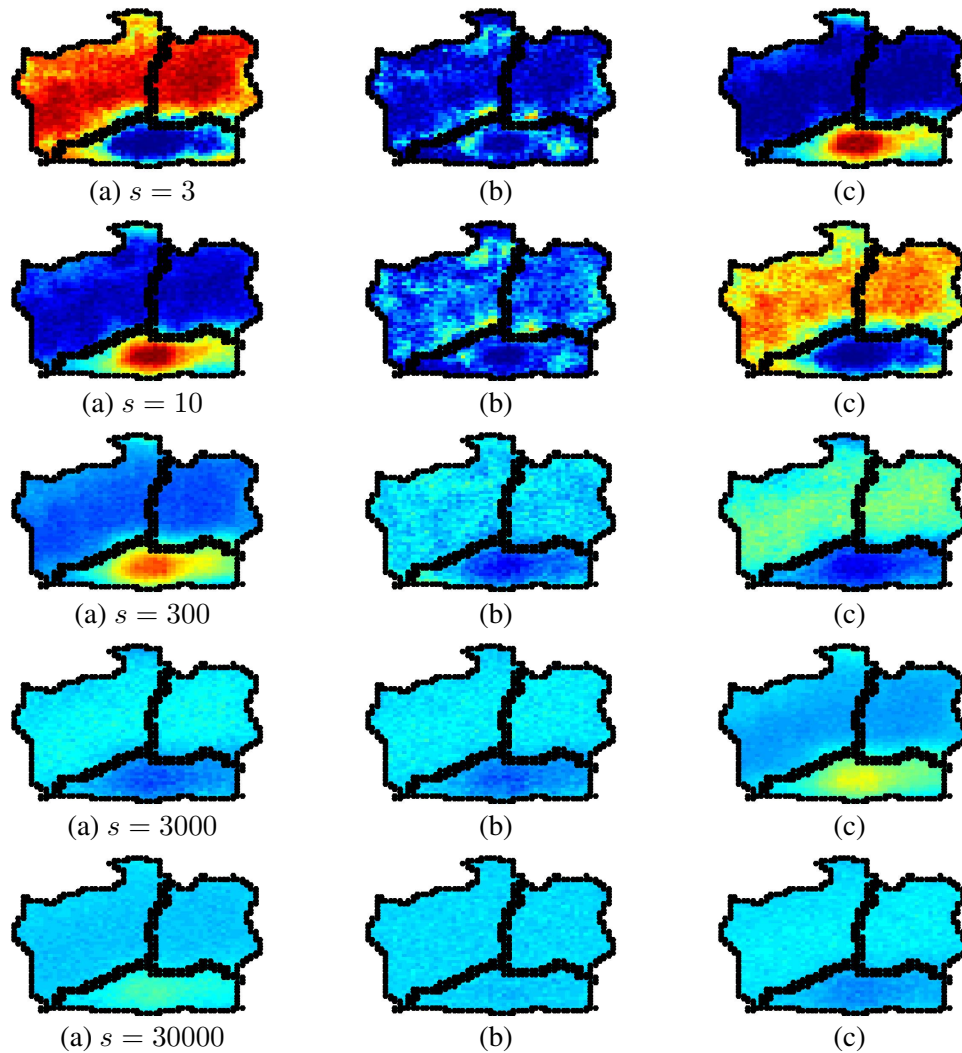 (a) s = 3
(b)
(c)
(a) s = 10
(b)
(c)
(a) s = 300
(b)
(c)
(a) s = 3000
(b)
(c)
(a) s = 30000
(b)
(c)